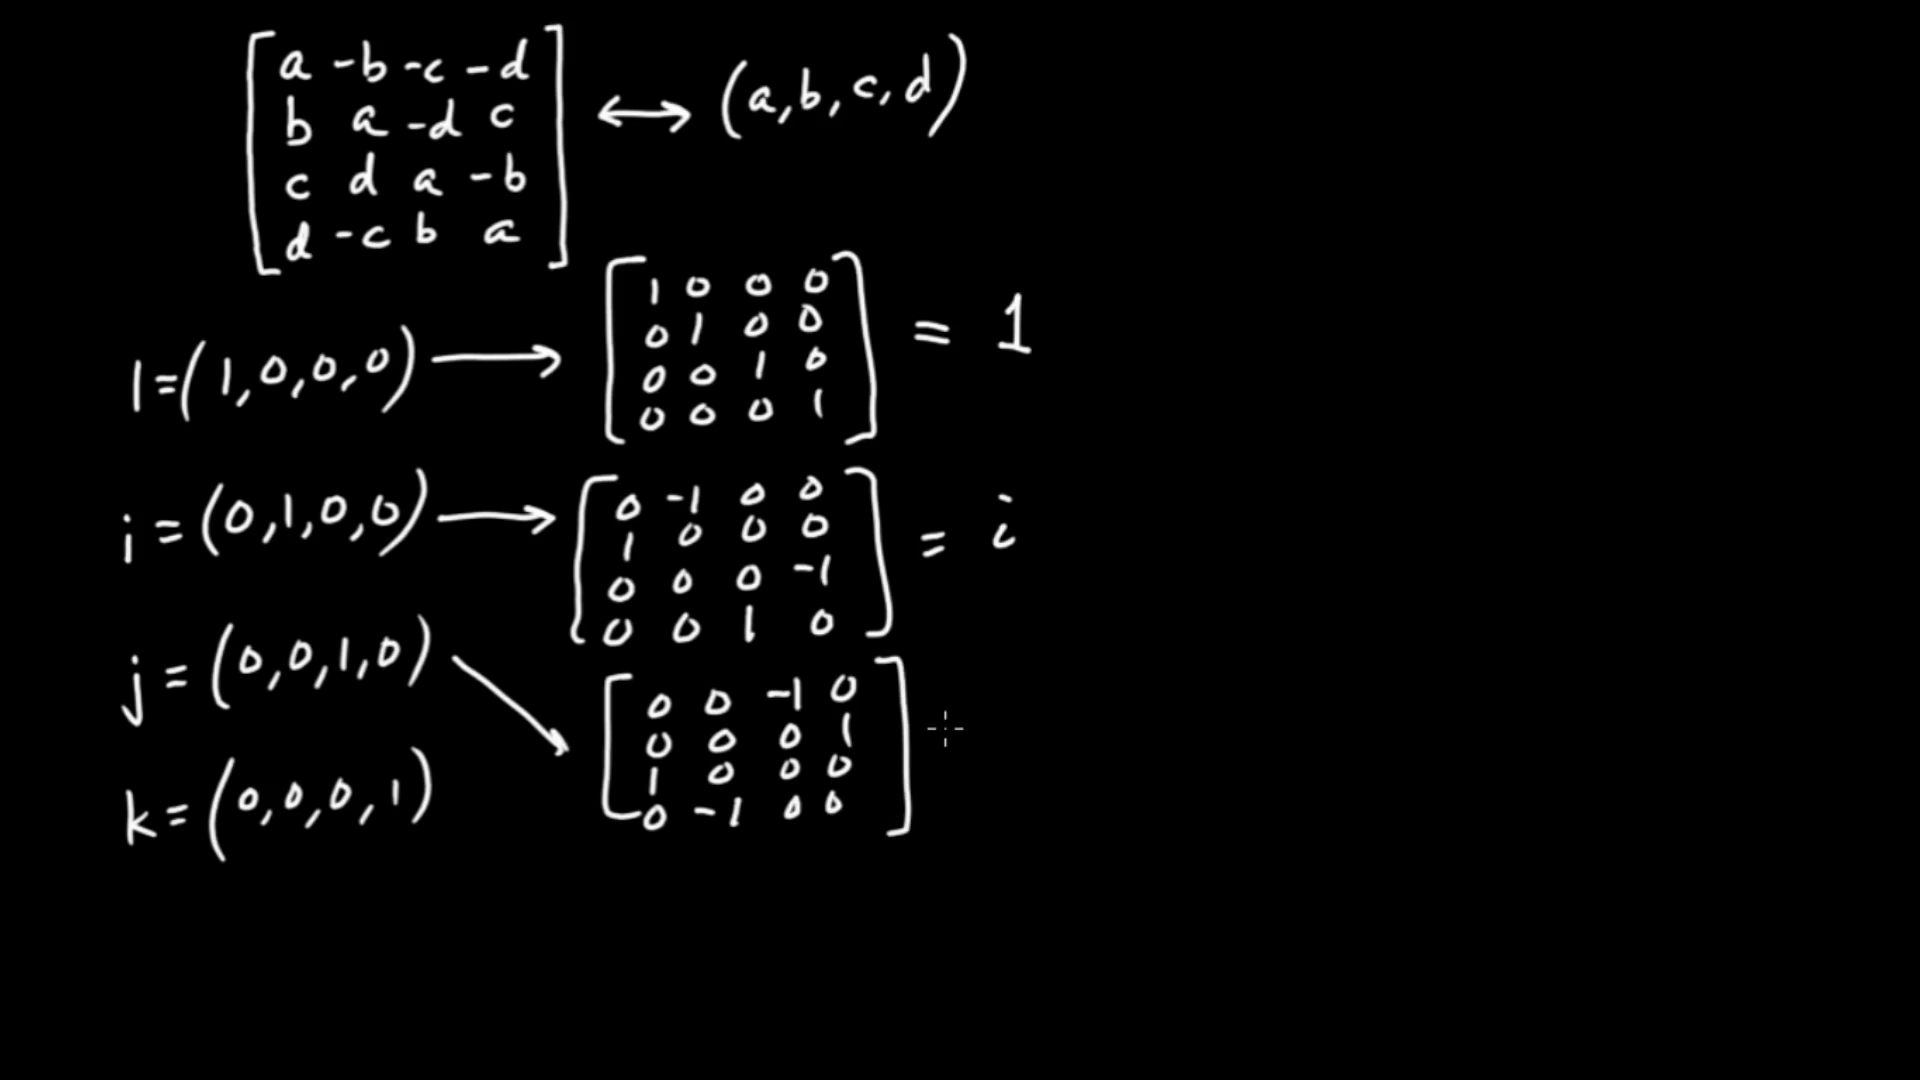 a -b -c -d
b a -d c
c d a -b
d -c b a
↔ (a, b, c, d)
1 = (1, 0, 0, 0) →
1 0 0 0
0 1 0 0
0 0 1 0
0 0 0 1
= 1
i = (0, 1, 0, 0) →
0 -1 0 0
1 0 0 0
0 0 0 -1
0 0 1 0
= i
j = (0, 0, 1, 0)
0 0 -1 0
0 0 0 1
1 0 0 0
0 -1 0 0
k = (0, 0, 0, 1)